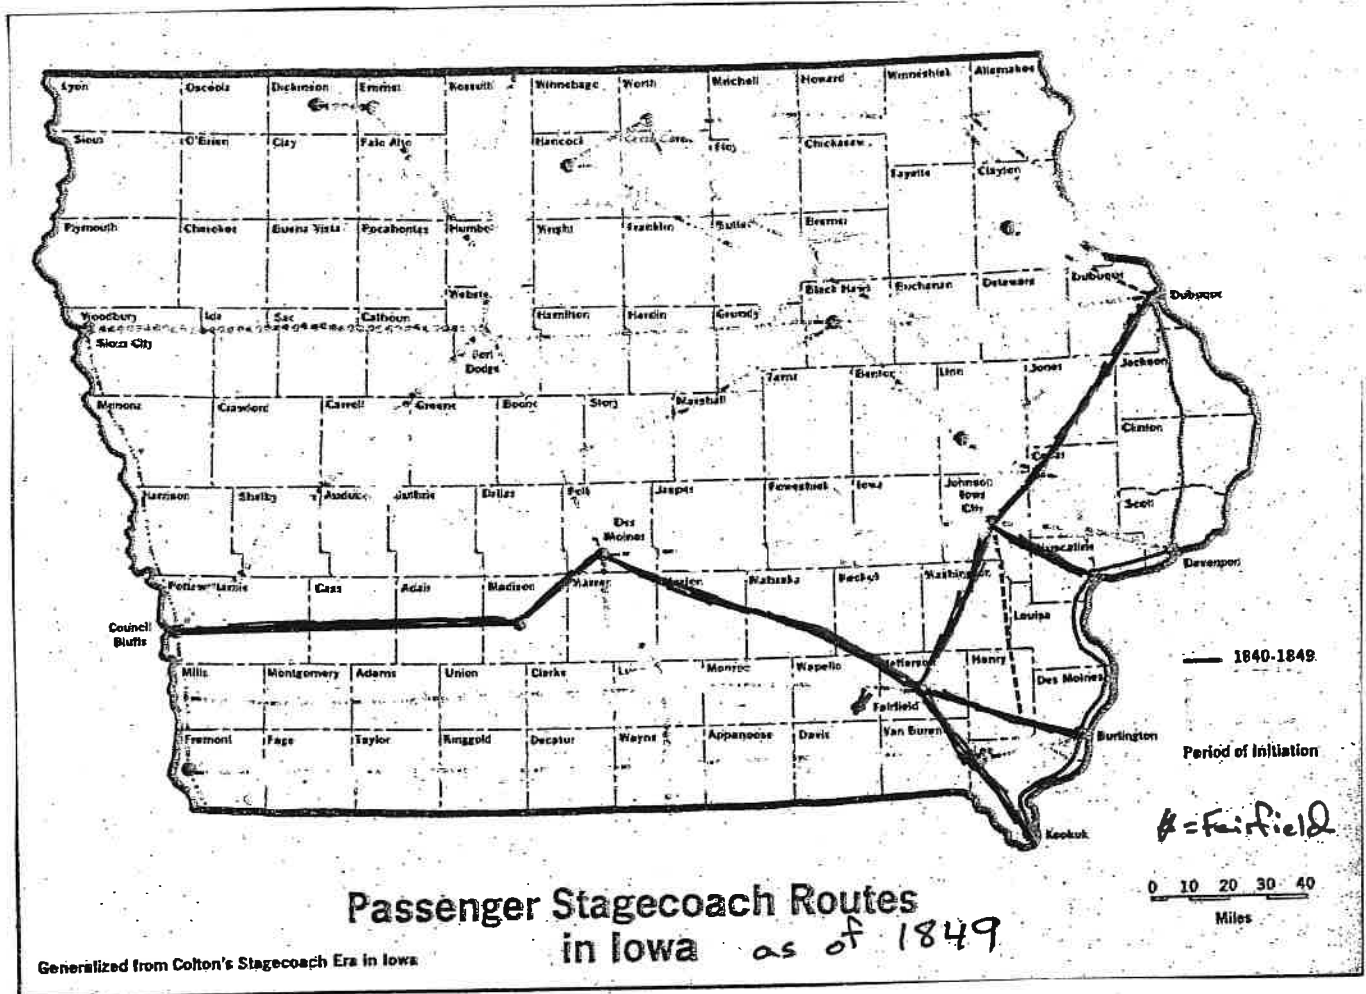 Lyon Osceola Dickinson Emmet Kossuth Winnebago Worth Mitchell Howard Winneshiek Allamakee
Sioux O'Brien Clay Palo Alto Hancock Floy Chickasaw
Fayette Clayton
Plymouth Cherokee Buena Vista Pocahontas Humbo Wright Franklin Butler Bremer
Webste Black Hawk Buchanan Delaware Dubuque
Dubuque
Woodbury Ida Sac Calhoun Hamilton Hardin Grundy
Sioux City
Fort
Dodge
Tama Benton Linn Jones Jackson
Monona Crawford Carroll Greene Boone Story Marshall
Clinton
Cedar
Harrison Shelby Guthrie Dallas Polk Jasper Poweshiek Iowa Johnson
Iowa
City
Scott
Des
Moines
Muscatine
Davenport
Cass Adair Madison Warren Marion Mahaska Keokuk Washington
Louisa
Council
Bluffs
Mills Montgomery Adams Union Clarke Lu Monroe Wapello Jefferson Henry
Des Moines
1840-1849
Fairfield
Fremont Page Taylor Ringgold Decatur Wayne Appanoose Davis Van Buren
Burlington
Period of Initiation
Keokuk
= Fairfield
0 10 20 30 40
Miles
Passenger Stagecoach Routes
in Iowa as of 1849
Generalized from Colton's Stagecoach Era in Iowa